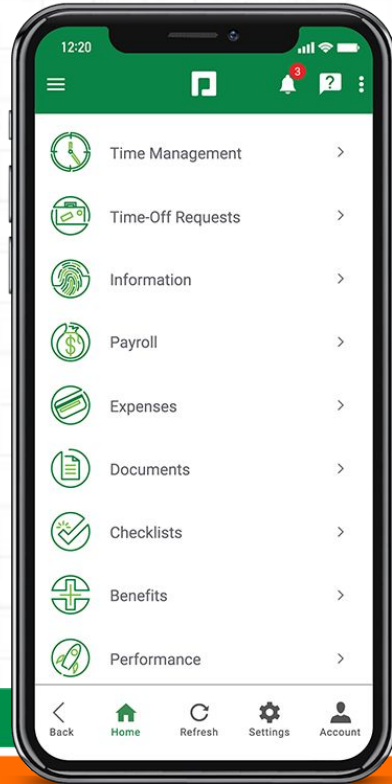 12:20
3
?
Time Management
Time-Off Requests
Information
Payroll
$
Expenses
Documents
Checklists
Benefits
Performance
Back Home Refresh Settings Account